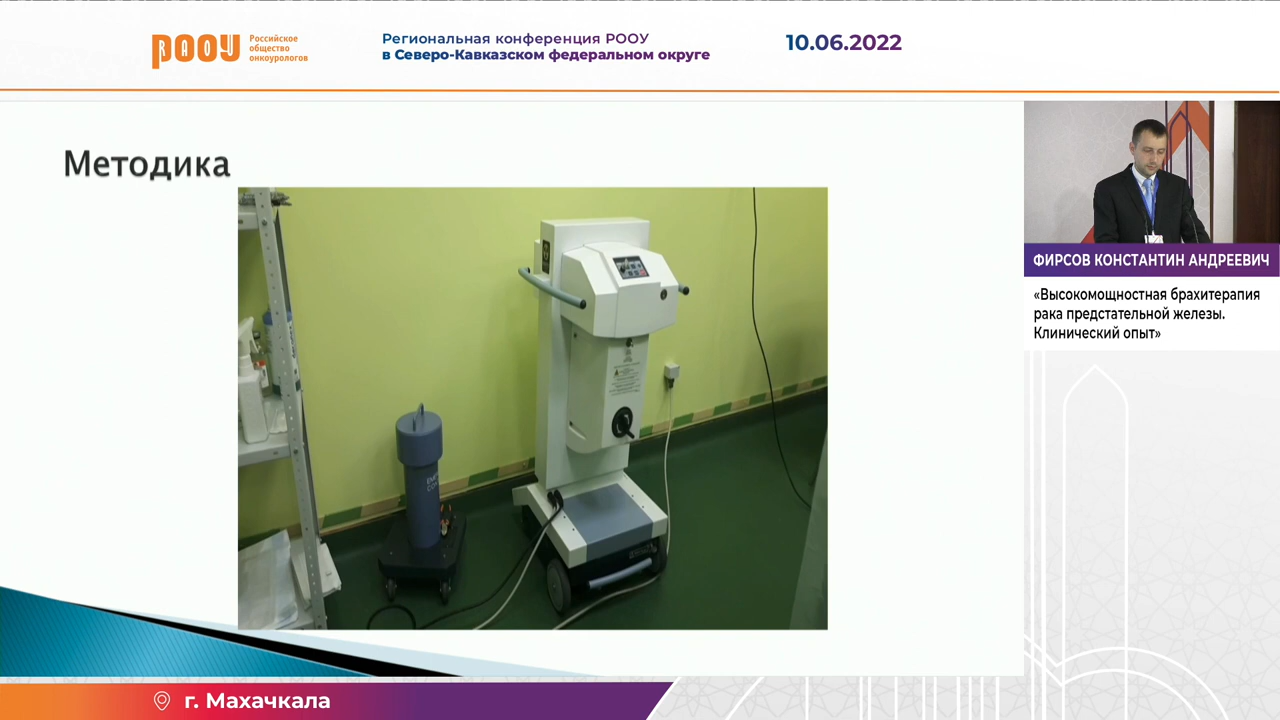 РООУ
Российское
общество
онкоурологов
Региональная конференция РООУ
в Северо-Кавказском федеральном округе
10.06.2022
Методика
ФИРСОВ КОНСТАНТИН АНДРЕЕВИЧ
«Высокомощностная брахитерапия
рака предстательной железы.
Клинический опыт»
г. Махачкала